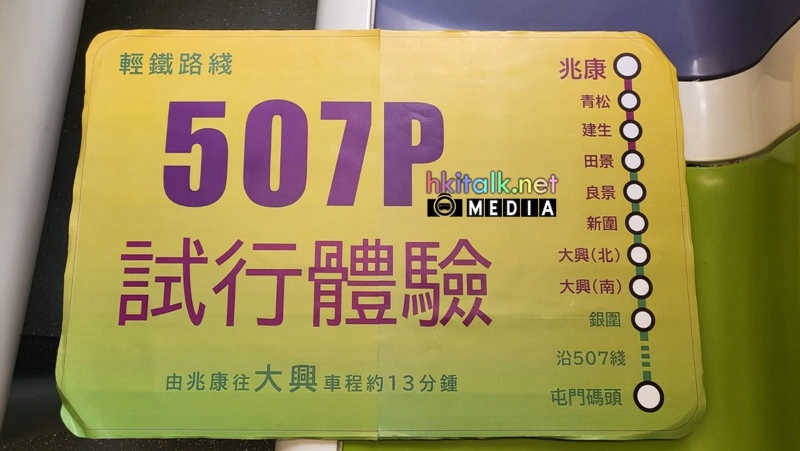 輕鐵路綫
507P
hkitalk.net
MEDIA
試行體驗
由兆康往大興車程約13分鍾
兆康
青松
建生
田景
良景
新圍
大興(北)
大興(南)
銀圍
沿507綫
屯門碼頭